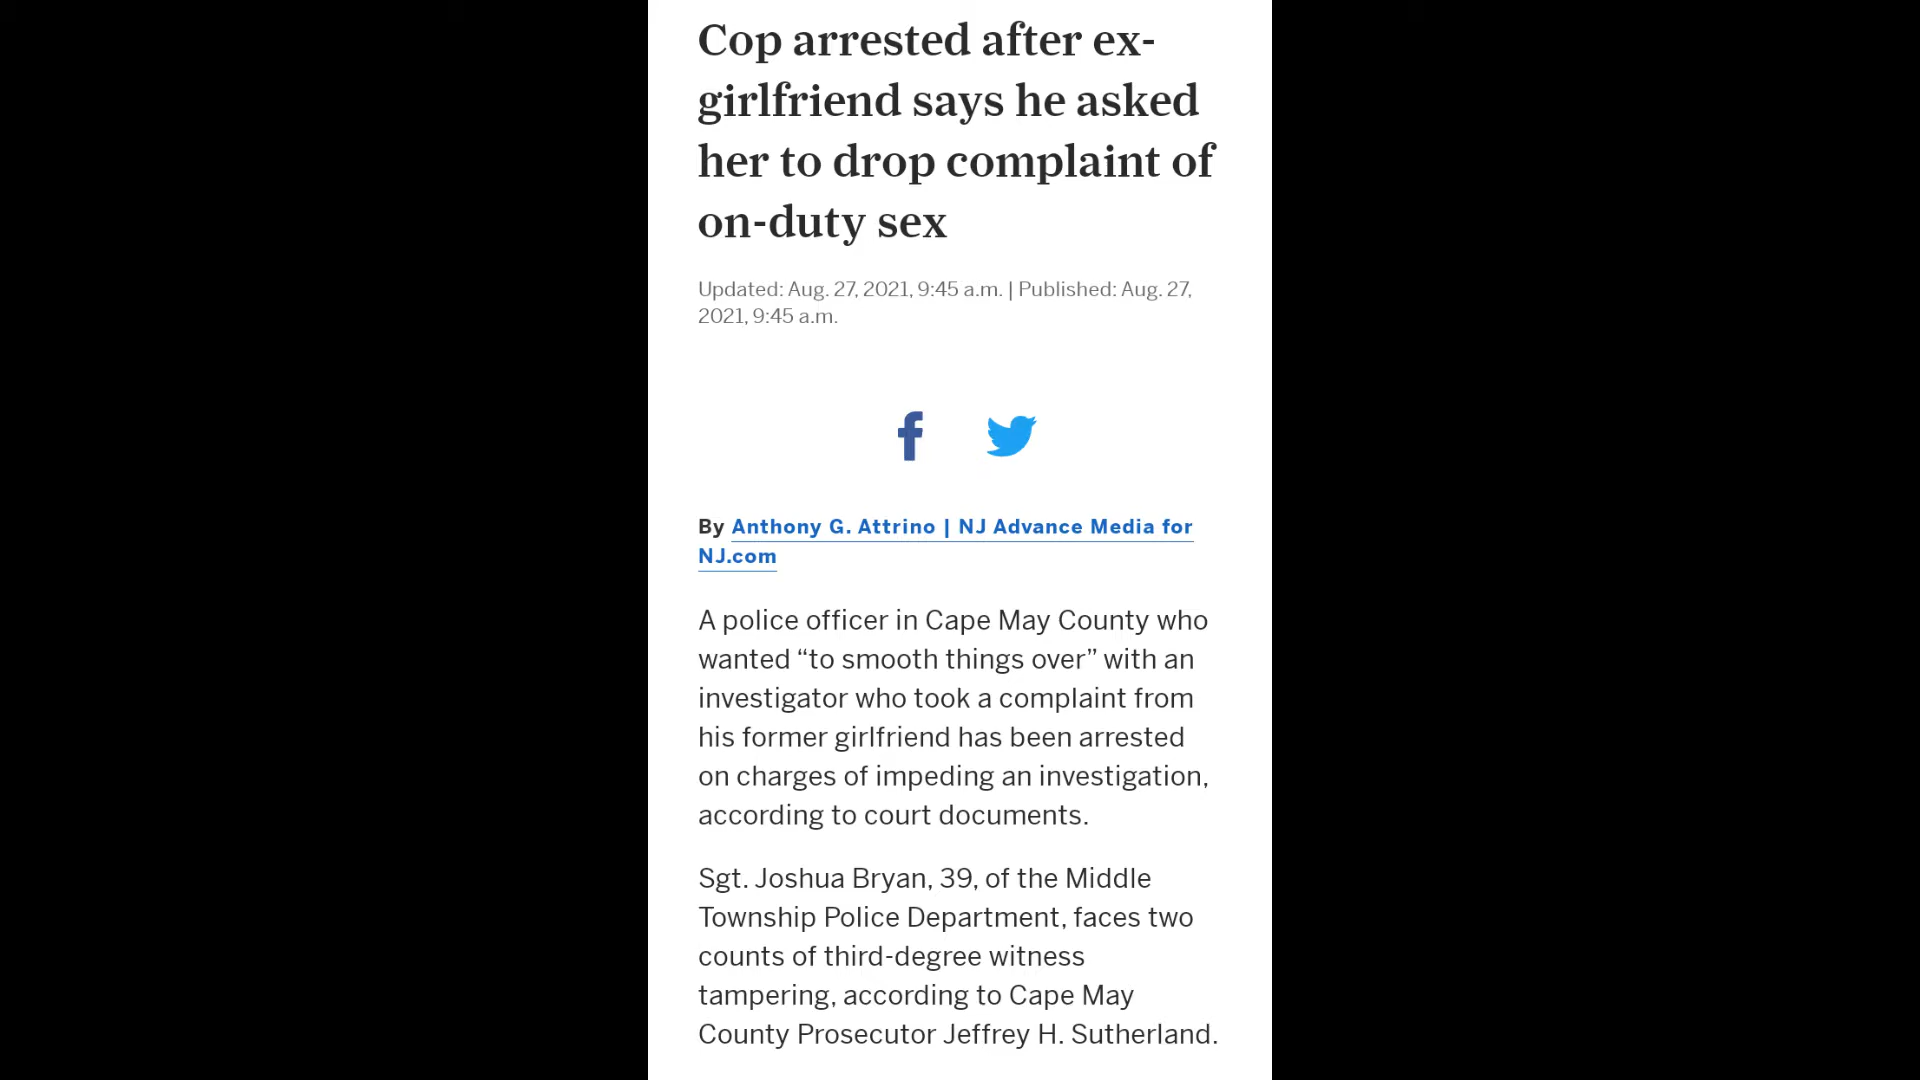 Cop arrested after ex-
girlfriend says he asked
her to drop complaint of
on-duty sex
Updated: Aug. 27, 2021, 9:45 a.m. | Published: Aug. 27,
2021, 9:45 a.m.
By Anthony G. Attrino | NJ Advance Media for
NJ.com
A police officer in Cape May County who
wanted “to smooth things over” with an
investigator who took a complaint from
his former girlfriend has been arrested
on charges of impeding an investigation,
according to court documents.
Sgt. Joshua Bryan, 39, of the Middle
Township Police Department, faces two
counts of third-degree witness
tampering, according to Cape May
County Prosecutor Jeffrey H. Sutherland.